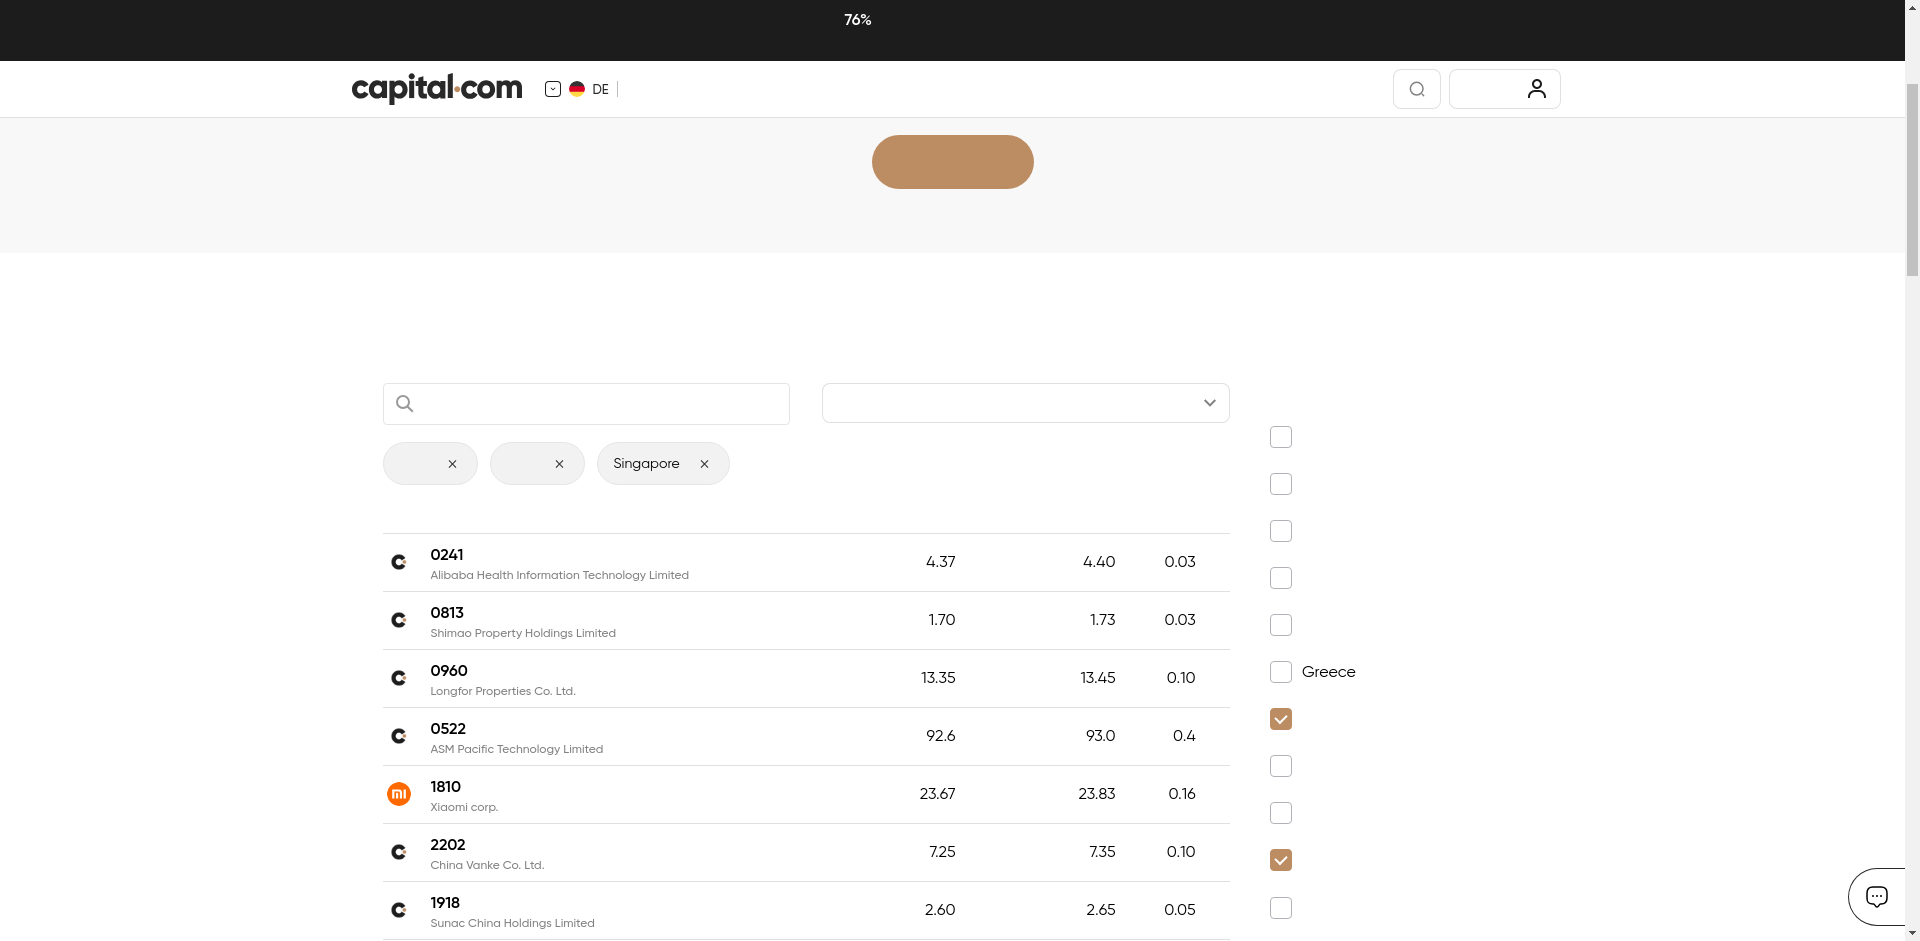 76%
capital.com
DE
Singapore
0241
Alibaba Health Information Technology Limited
4.37
4.40
0.03
0813
Shimao Property Holdings Limited
1.70
1.73
0.03
0960
Longfor Properties Co. Ltd.
13.35
13.45
0.10
0522
ASM Pacific Technology Limited
92.6
93.0
0.4
1810
Xiaomi corp.
23.67
23.83
0.16
2202
China Vanke Co. Ltd.
7.25
7.35
0.10
1918
Sunac China Holdings Limited
2.60
2.65
0.05
Greece